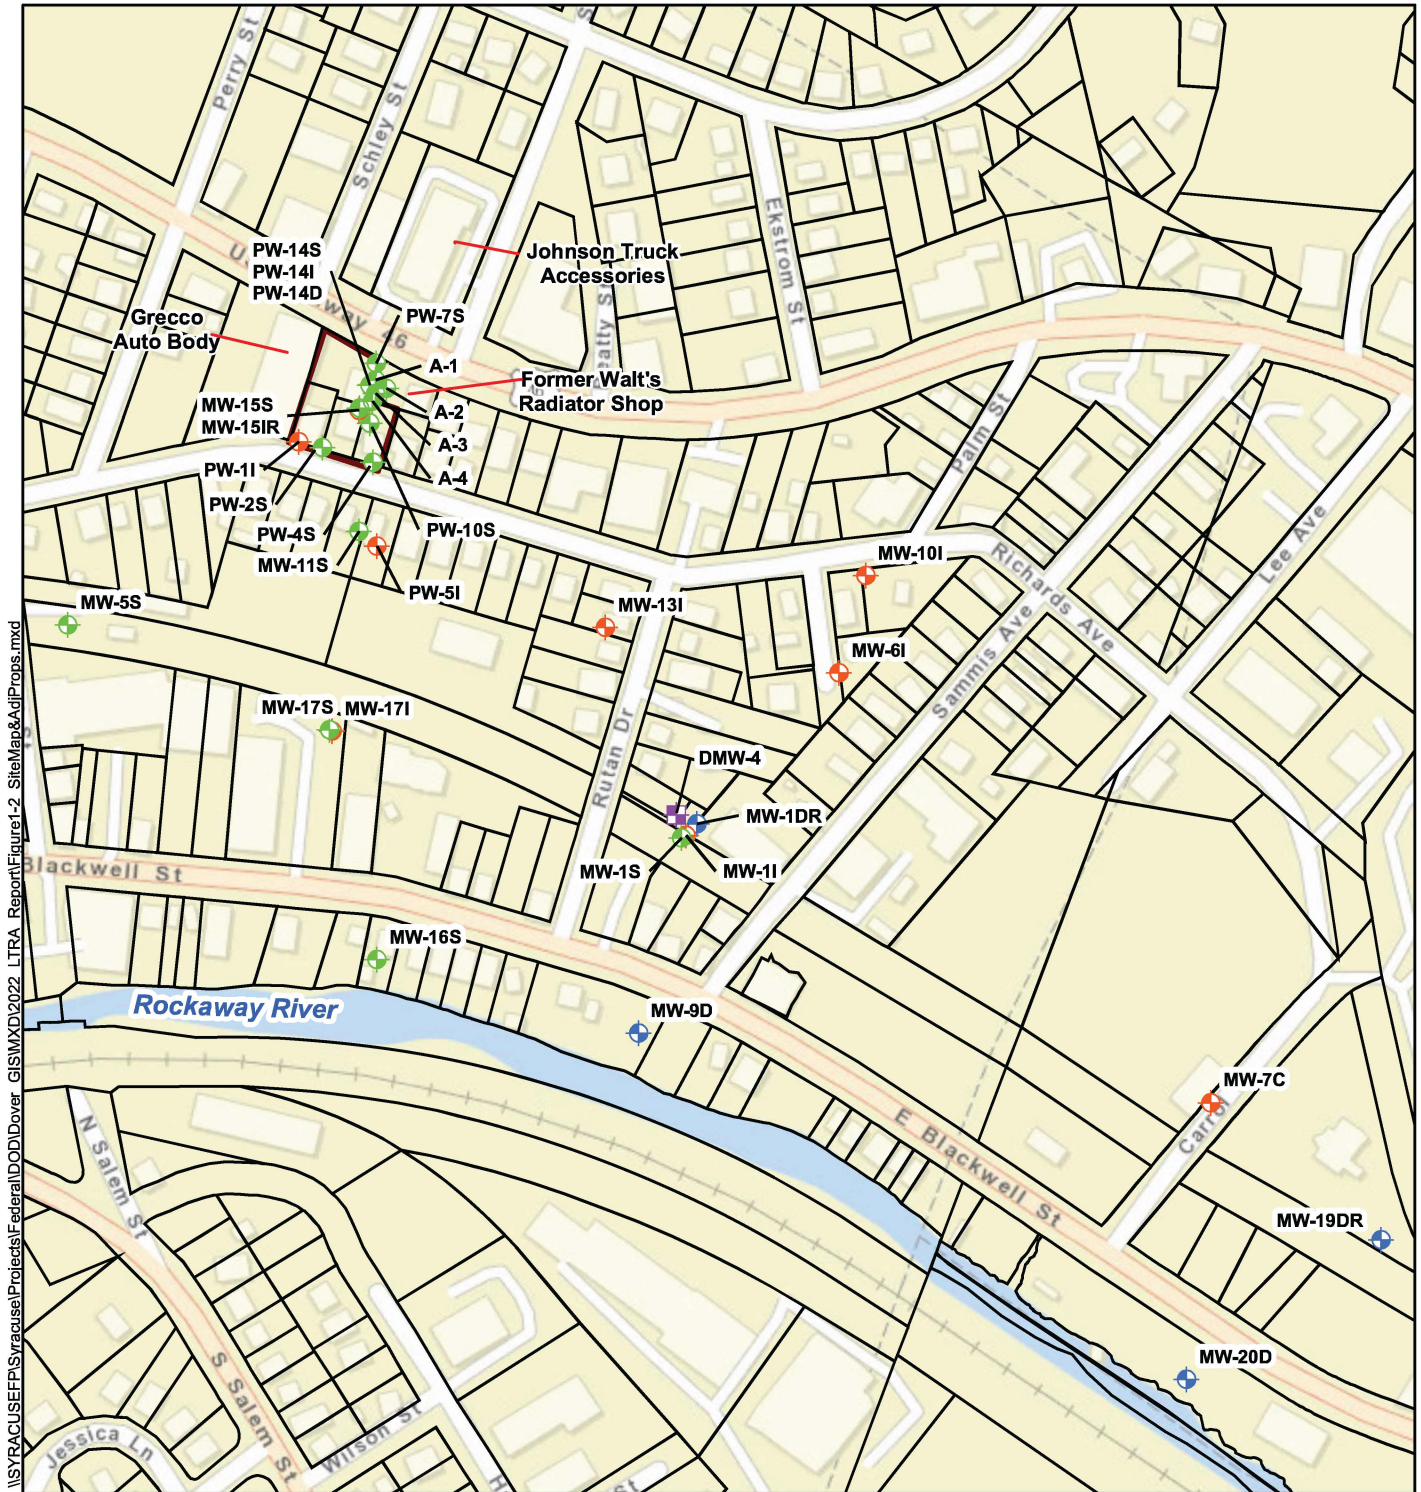 Perry St
Schley St
S
Ekstrom St
Beatty St
PW-14S
PW-14I
PW-14D
Johnson Truck
Accessories
Grecco
Auto Body
PW-7S
46
A-1
Former Walt's
Radiator Shop
MW-15S
MW-15IR
A-2
A-3
A-4
PW-1I
PW-2S
PW-4S
MW-11S
PW-10S
PW-5I
Palm St
Lee Ave
MW-10I
Richards Ave
MW-5S
MW-13I
MW-6I
Sammis Ave
MW-17S
MW-17I
Rutan Dr
DMW-4
MW-1DR
MW-1S
MW-1I
Blackwell St
MW-16S
Rockaway River
MW-9D
MW-7C
Carrol
E Blackwell St
N Salem St
MW-19DR
MW-20D
S Salem St
Wilson St
Jessica Ln
H
St
\\SYRACUSEFP\Syracuse\Projects\Federal\DOD\Dover GIS\MXD\2022 LTRA Report\Figure1-2 SiteMap&AdjProps.mxd